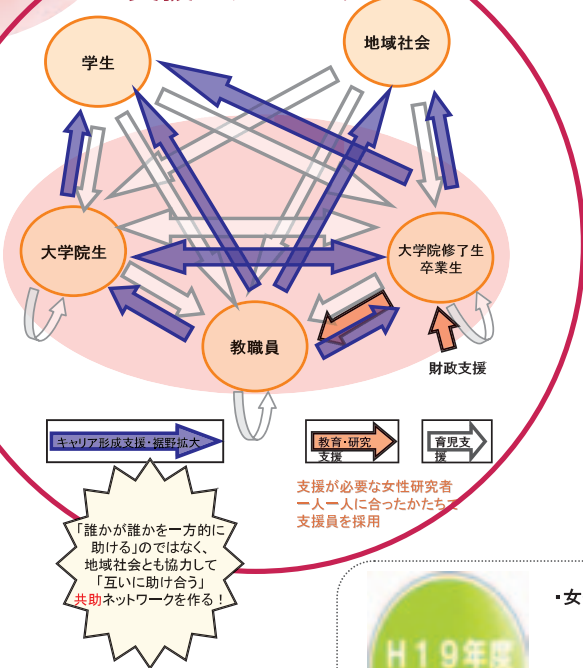 学生
地域社会
大学院生
大学院修了生
卒業生
教職員
財政支援
キャリア形成支援・裾野拡大
教育・研究
支援
育児支
援
支援が必要な女性研究者
一人一人に合ったかたちで
支援員を採用
「誰かが誰かを一方的に
助ける」のではなく、
地域社会とも協力して
「互いに助け合う」
共助ネットワークを作る！
・女
H19年度